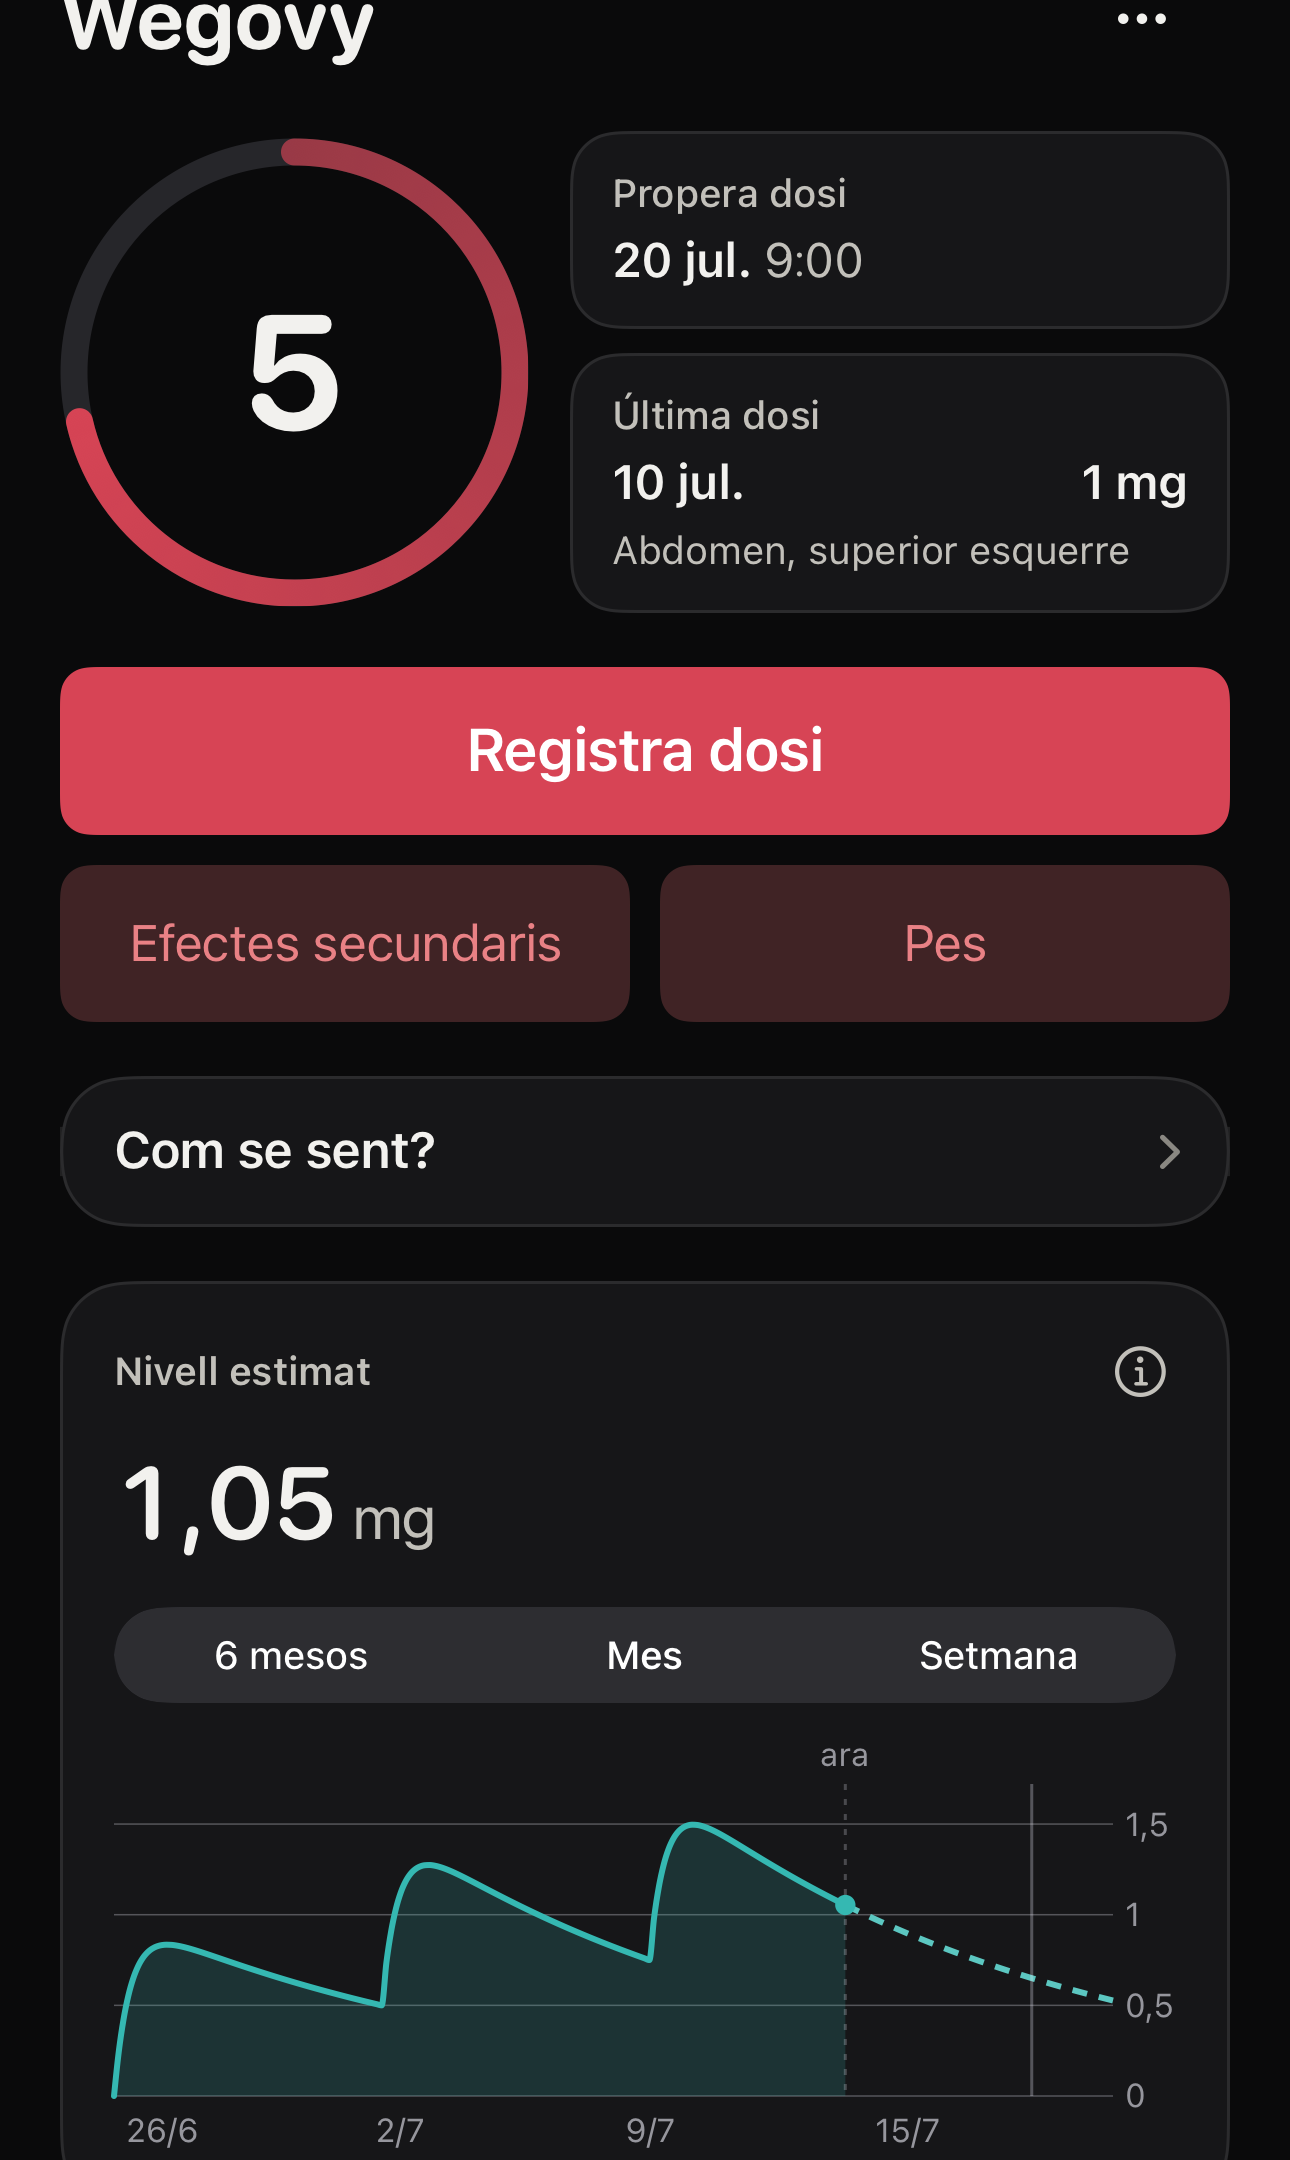 Wegovy
5
Propera dosi
20 jul. 9:00
Última dosi
10 jul. 1 mg
Abdomen, superior esquerre
Registra dosi
Efectes secundaris
Pes
Com se sent?
Nivell estimat
1,05 mg
6 mesos Mes Setmana
ara
1,5
1
0,5
0
26/6 2/7 9/7 15/7